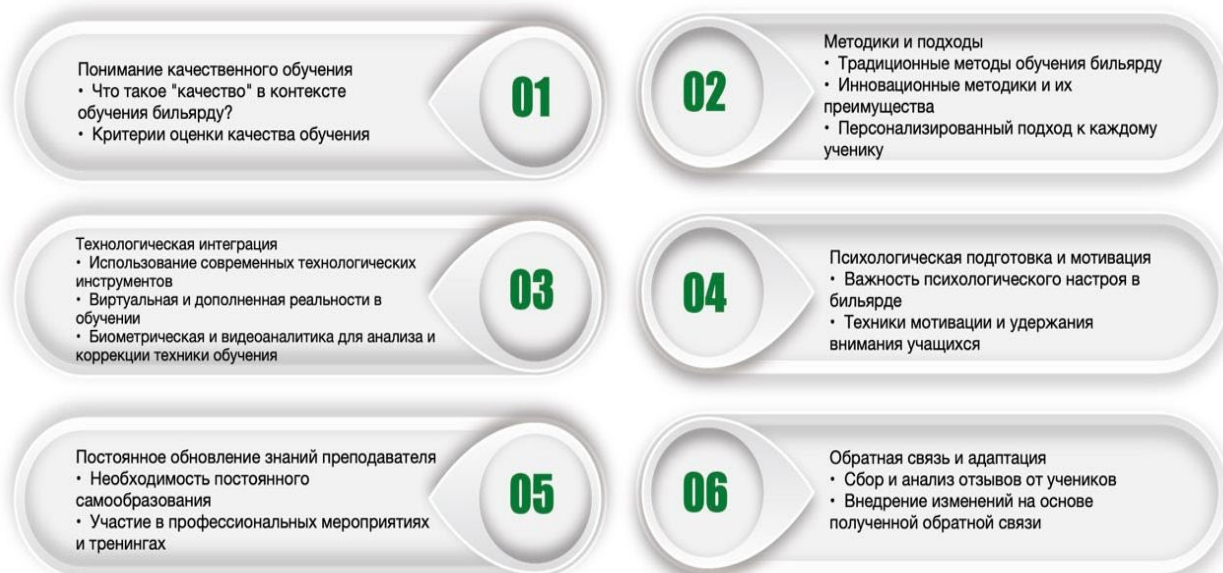 Понимание качественного обучения
• Что такое "качество" в контексте
обучения бильярду?
• Критерии оценки качества обучения
01
02
Методики и подходы
• Традиционные методы обучения бильярду
• Инновационные методики и их
преимущества
• Персонализированный подход к каждому
ученику
Технологическая интеграция
• Использование современных технологических
инструментов
• Виртуальная и дополненная реальности в
обучении
• Биометрическая и видеоаналитика для анализа и
коррекции техники обучения
03
04
Психологическая подготовка и мотивация
• Важность психологического настроя в
бильярде
• Техники мотивации и удержания
внимания учащихся
Постоянное обновление знаний преподавателя
• Необходимость постоянного
самообразования
• Участие в профессиональных мероприятиях
и тренингах
05
06
Обратная связь и адаптация
• Сбор и анализ отзывов от учеников
• Внедрение изменений на основе
полученной обратной связи